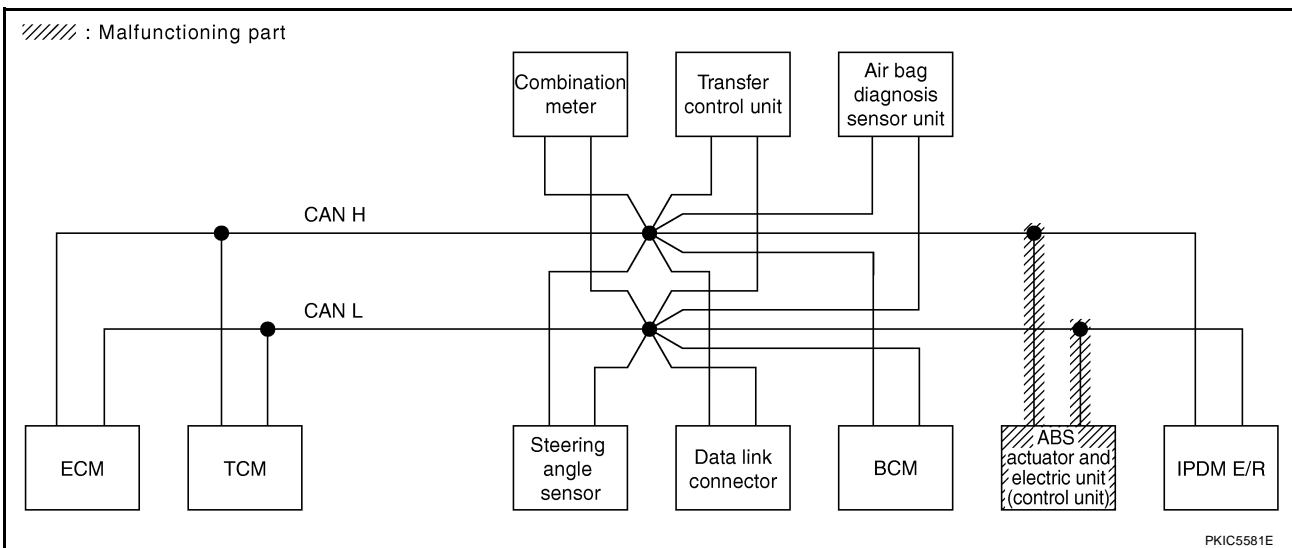 : Malfunctioning part
Combination
meter
Transfer
control unit
Air bag
diagnosis
sensor unit
CAN H
CAN L
ECM
TCM
Steering
angle
sensor
Data link
connector
BCM
ABS
actuator and
electric unit
(control unit)
IPDM E/R
PKIC5581E